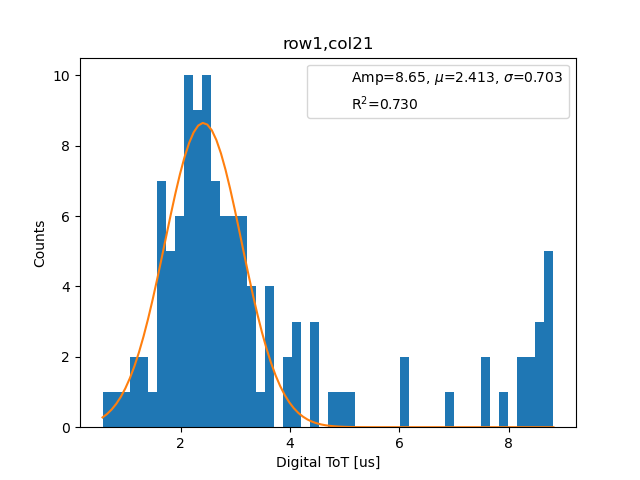 row1,col21
Amp=8.65, μ=2.413, σ=0.703
R²=0.730
10
8
6
4
2
0
Counts
2 4 6 8
Digital ToT [us]